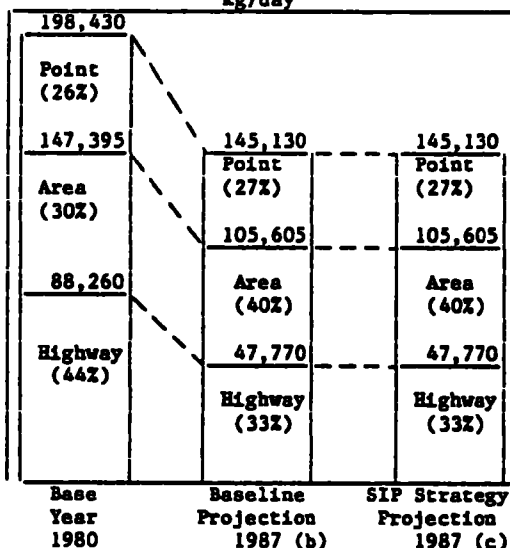 kg/day
198,430
Point
(26%)
147,395
Area
(30%)
88,260
Highway
(44%)
145,130
Point
(27%)
105,605
Area
(40%)
47,770
Highway
(33%)
145,130
Point
(27%)
105,605
Area
(40%)
47,770
Highway
(33%)
Base
Year
1980
Baseline
Projection
1987 (b)
SIP Strategy
Projection
1987 (c)